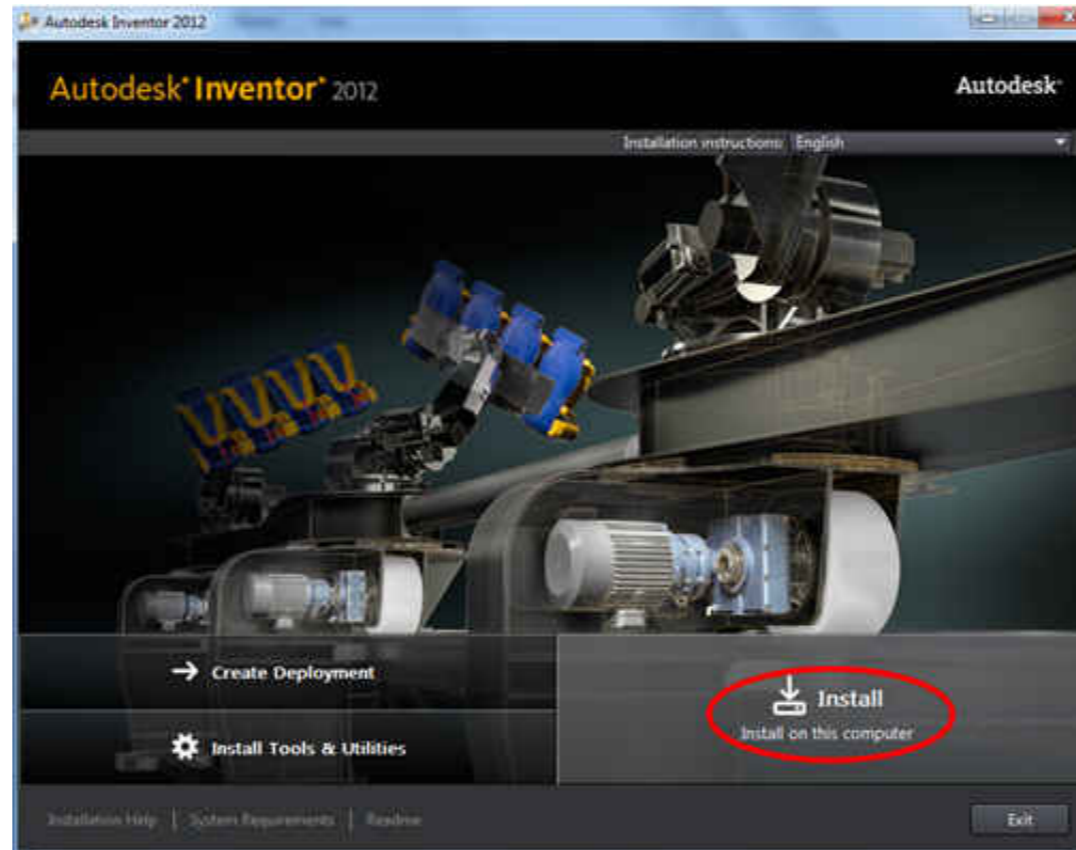 Autodesk Inventor 2012
Autodesk® Inventor® 2012
Autodesk®
Installation instructions: English
Create Deployment
Install
Install on this computer
Install Tools & Utilities
Installation Help | System Requirements | Readme
Exit